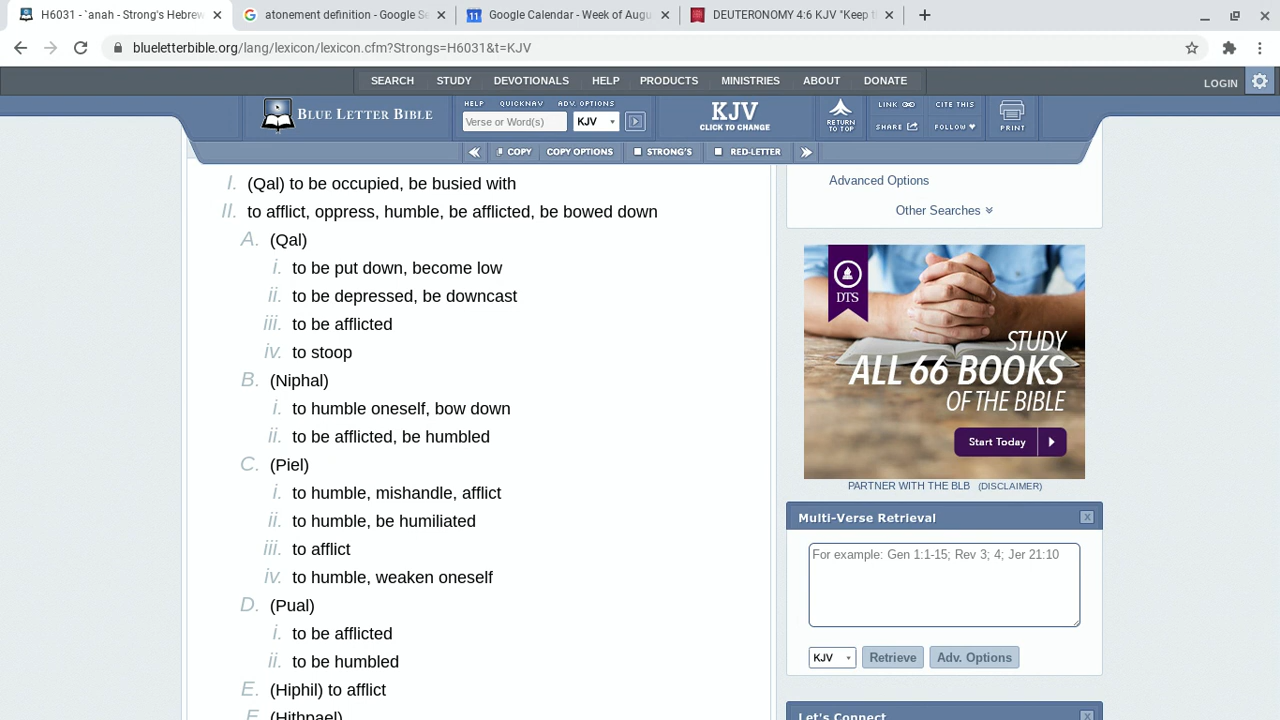 H6031 - `anah - Strong's Hebrew
atonement definition - Google Se
Google Calendar - Week of Augu
DEUTERONOMY 4:6 KJV "Keep t
blueletterbible.org/lang/lexicon/lexicon.cfm?Strongs=H6031&t=KJV
SEARCH STUDY DEVOTIONALS HELP PRODUCTS MINISTRIES ABOUT DONATE LOGIN
BLUE LETTER BIBLE
HELP QUICKNAV ADV. OPTIONS
Verse or Word(s) KJV
KJV
CLICK TO CHANGE
RETURN
TO TOP
LINK CITE THIS
SHARE FOLLOW
PRINT
COPY COPY OPTIONS STRONG'S RED-LETTER
I. (Qal) to be occupied, be busied with
II. to afflict, oppress, humble, be afflicted, be bowed down
A. (Qal)
i. to be put down, become low
ii. to be depressed, be downcast
iii. to be afflicted
iv. to stoop
B. (Niphal)
i. to humble oneself, bow down
ii. to be afflicted, be humbled
C. (Piel)
i. to humble, mishandle, afflict
ii. to humble, be humiliated
iii. to afflict
iv. to humble, weaken oneself
D. (Pual)
i. to be afflicted
ii. to be humbled
E. (Hiphil) to afflict
F. (Hithpael)
Advanced Options
Other Searches
DTS
STUDY
ALL 66 BOOKS
OF THE BIBLE
Start Today
PARTNER WITH THE BLB (DISCLAIMER)
Multi-Verse Retrieval X
For example: Gen 1:1-15; Rev 3; 4; Jer 21:10
KJV Retrieve Adv. Options
Let's Connect X